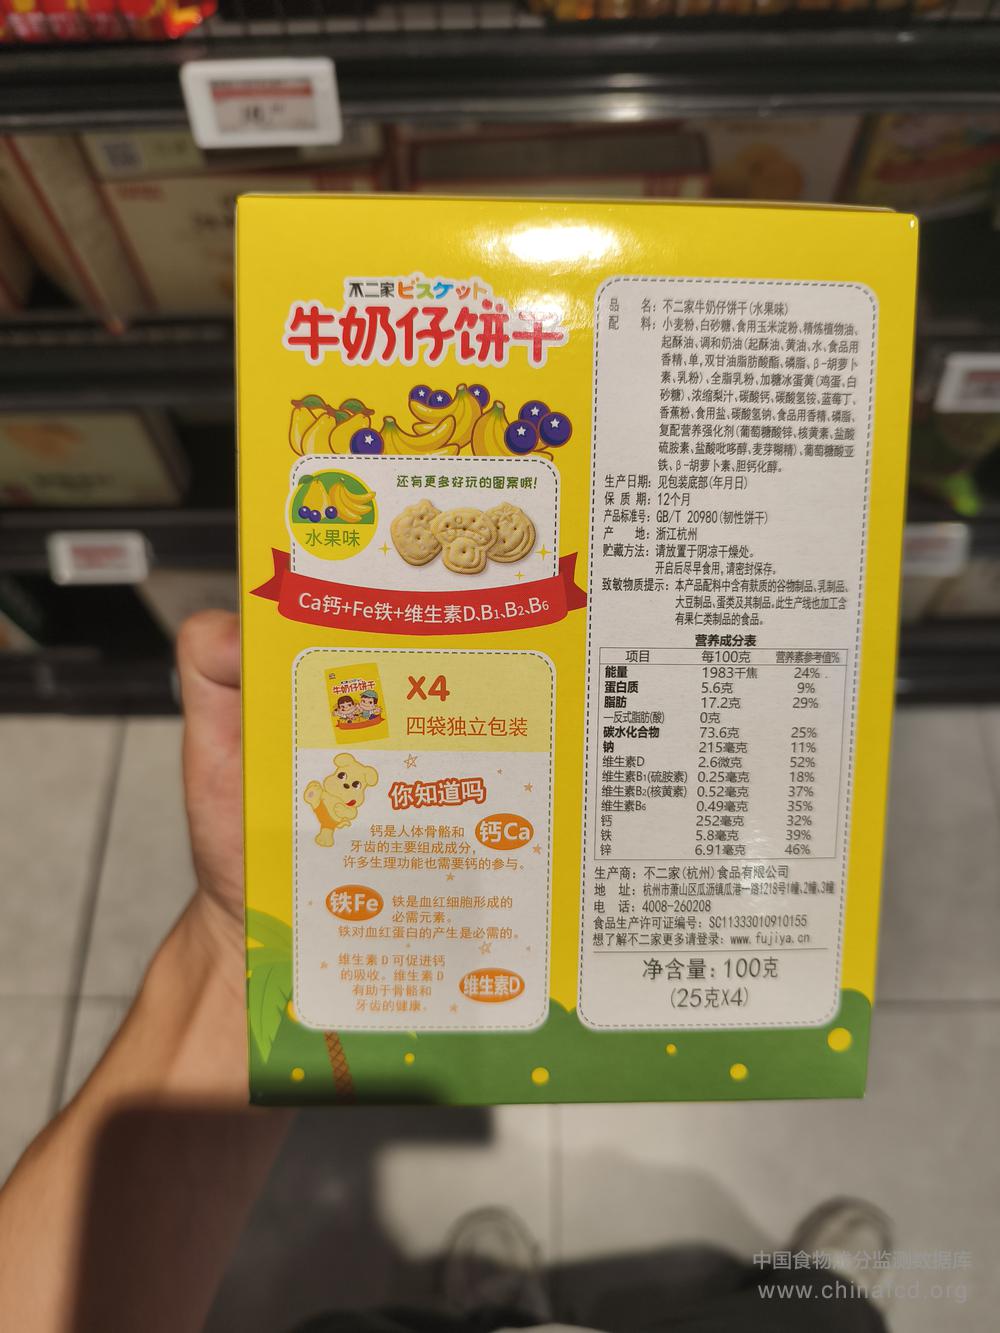 不二家ビスケット
牛奶仔饼干
还有更多好玩的图案哦!
水果味
Ca钙+Fe铁+维生素D、B₁、B₂、B₆
牛奶仔饼干
X4
四袋独立包装
你知道吗
钙Ca
钙是人体骨骼和
牙齿的主要组成成分,
许多生理功能也需要钙的参与。
铁Fe
铁是血红细胞形成的
必需元素。
铁对血红蛋白的产生是必需的。
维生素D可促进钙
的吸收。维生素D
有助于骨骼和
牙齿的健康。
维生素D
品 名: 不二家牛奶仔饼干(水果味)
配 料: 小麦粉、白砂糖、食用玉米淀粉、精炼植物油、
起酥油、调和奶油(起酥油、黄油、水、食品用
香精、单,双甘油脂肪酸酯、磷脂、β-胡萝卜
素、乳粉)、全脂乳粉、加糖冰蛋黄(鸡蛋、白
砂糖)、浓缩梨汁、碳酸钙、碳酸氢铵、蓝莓丁、
香蕉粉、食用盐、碳酸氢钠、食品用香精、磷脂、
复配营养强化剂(葡萄糖酸锌、核黄素、盐酸
硫胺素、盐酸吡哆醇、麦芽糊精)、葡萄糖酸亚
铁、β-胡萝卜素、胆钙化醇。
生产日期: 见包装底部(年月日)
保 质 期: 12个月
产品标准号: GB/T 20980(韧性饼干)
产 地: 浙江杭州
贮藏方法: 请放置于阴凉干燥处。
开启后尽早食用,请密封保存。
致敏物质提示: 本产品配料中含有麸质的谷物制品、乳制品、
大豆制品、蛋类及其制品。此生产线也加工含
有果仁类制品的食品。
营养成分表
项目 每100克 营养素参考值%
能量 1983千焦 24%
蛋白质 5.6克 9%
脂肪 17.2克 29%
—反式脂肪(酸) 0克
碳水化合物 73.6克 25%
钠 215毫克 11%
维生素D 2.6微克 52%
维生素B₁(硫胺素) 0.25毫克 18%
维生素B₂(核黄素) 0.52毫克 37%
维生素B₆ 0.49毫克 35%
钙 252毫克 32%
铁 5.8毫克 39%
锌 6.91毫克 46%
生产商: 不二家(杭州)食品有限公司
地 址: 杭州市萧山区瓜沥镇瓜港一路1218号1幢、2幢、3幢
电 话: 4008-260208
食品生产许可证编号: SC11333010910155
想了解不二家更多请登录: www.fujiya.cn
净含量: 100克
(25克X4)
中国食物成分监测数据库
www.chinafcd.org